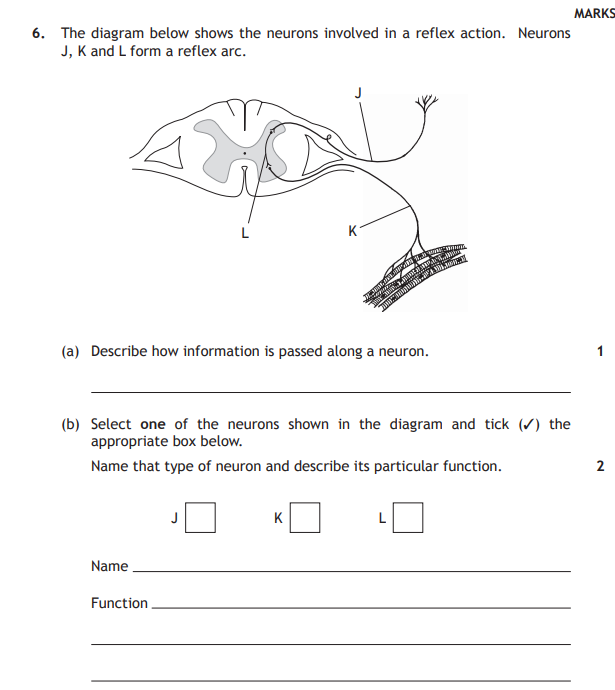 MARKS
6. The diagram below shows the neurons involved in a reflex action. Neurons
J, K and L form a reflex arc.
J
L
K
(a) Describe how information is passed along a neuron. 1
(b) Select one of the neurons shown in the diagram and tick (✓) the
appropriate box below.
Name that type of neuron and describe its particular function. 2
J K L
Name
Function